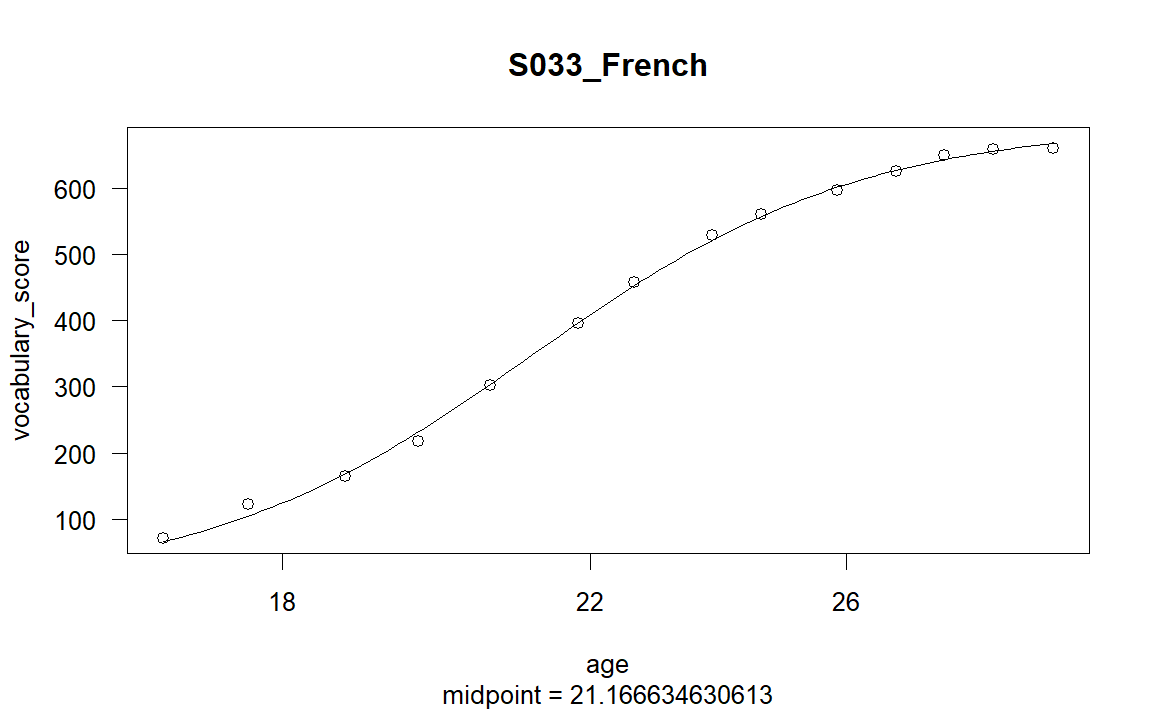 S033_French
vocabulary_score
600
500
400
300
200
100
18 22 26
age
midpoint = 21.166634630613